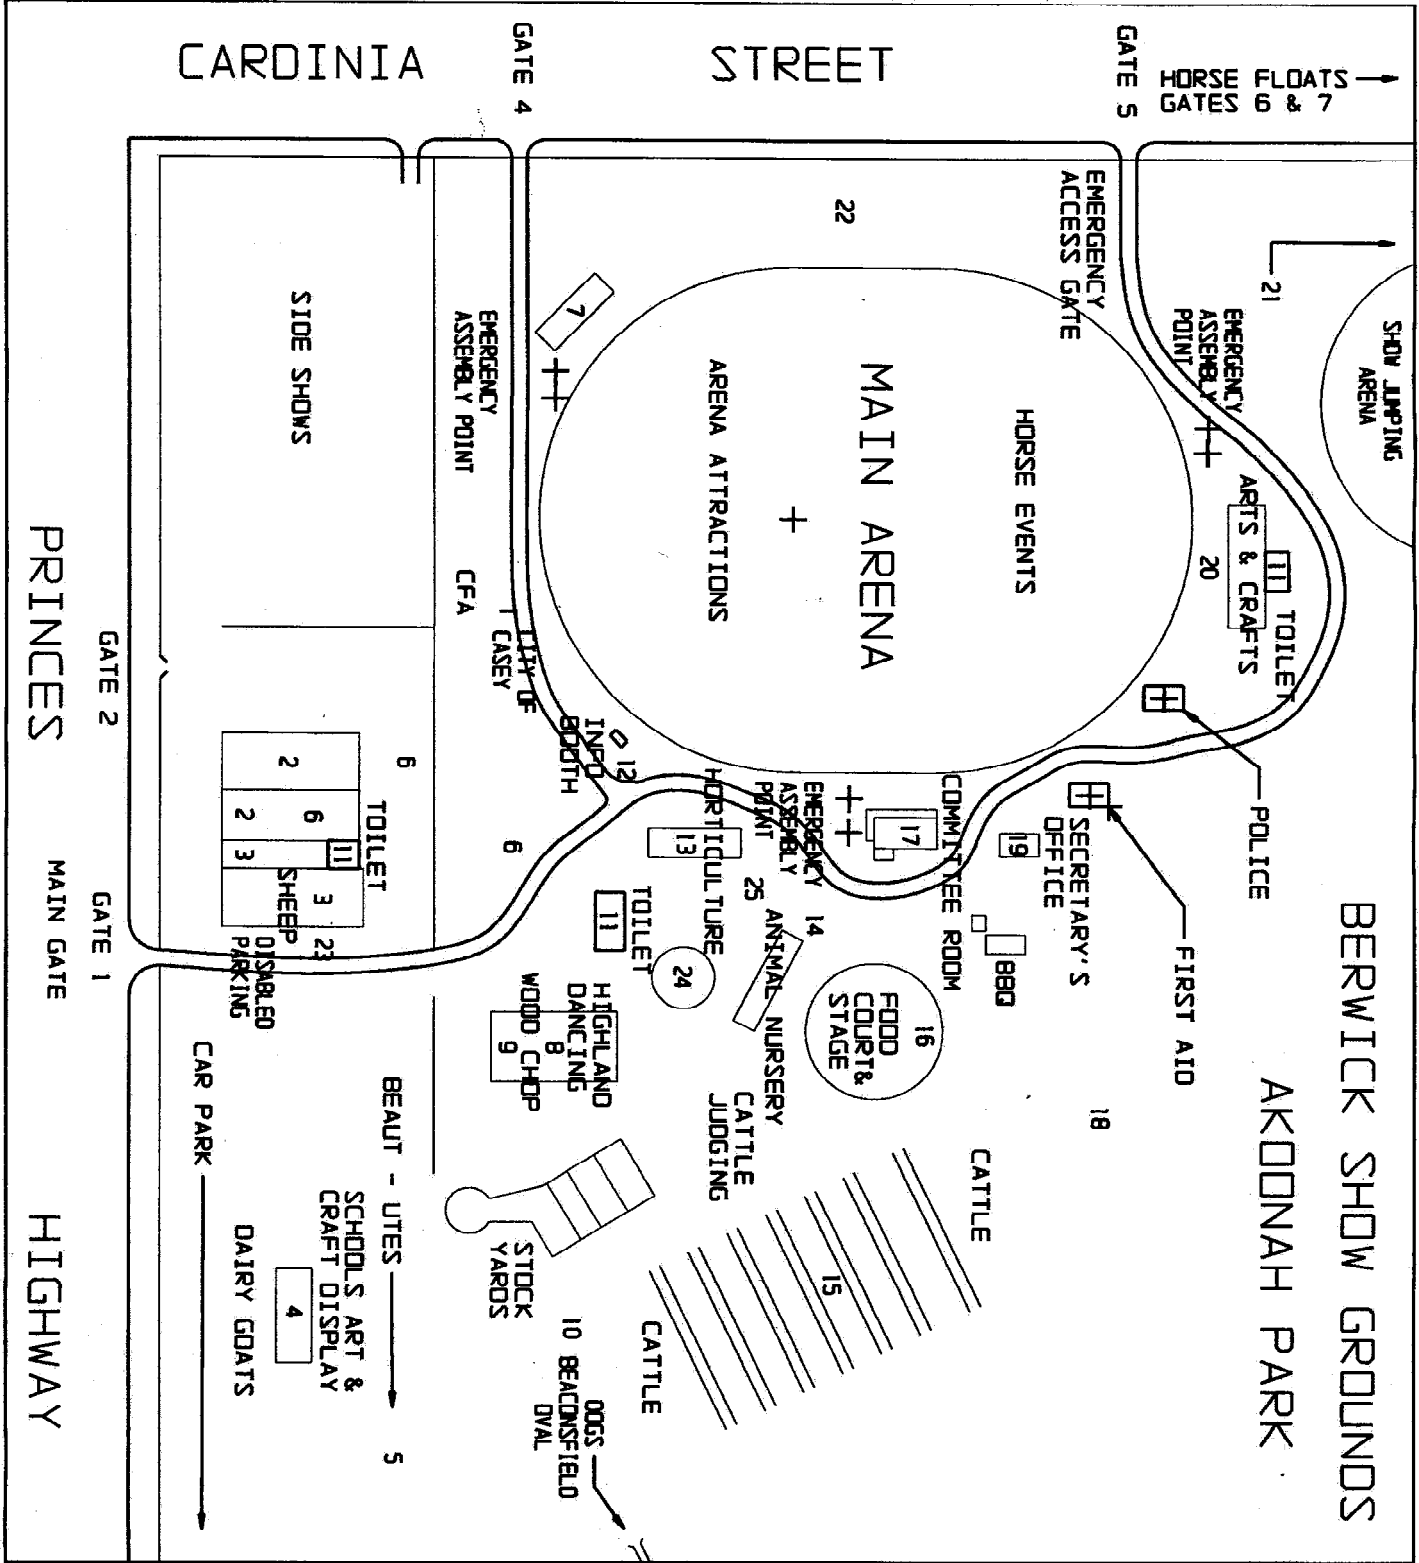 BERWICK SHOW GROUNDS
AKOONAH PARK
HORSE FLOATS
GATES 6 & 7
SHOW JUMPING
ARENA
21
GATE 5
EMERGENCY
ACCESS GATE
EMERGENCY
ASSEMBLY
POINT
ARTS & CRAFTS
20
11
TOILET
POLICE
FIRST AID
SECRETARY'S
OFFICE
19
BBQ
18
COMMITTEE ROOM
17
22
STREET
MAIN ARENA
HORSE EVENTS
ARENA ATTRACTIONS
EMERGENCY
ASSEMBLY
POINT
14
25
16
FOOD
COURT&
STAGE
ANIMAL NURSERY
HORTICULTURE
13
24
TOILET
11
CATTLE
JUDGING
CATTLE
15
CATTLE
7
GATE 4
EMERGENCY
ASSEMBLY POINT
CFA
1
CITY OF
CASEY
INFO
BOOTH
12
6
HIGHLAND
DANCING
8
WOOD CHOP
9
STOCK
YARDS
DOGS
10 BEACONSFIELD
OVAL
CARDINIA
SIDE SHOWS
6
2
2
6
3
11
TOILET
SHEEP
3
23
DISABLED
PARKING
BEAUT - UTES
5
SCHOOLS ART &
CRAFT DISPLAY
4
DAIRY GOATS
CAR PARK
GATE 2
GATE 1
MAIN GATE
PRINCES
HIGHWAY